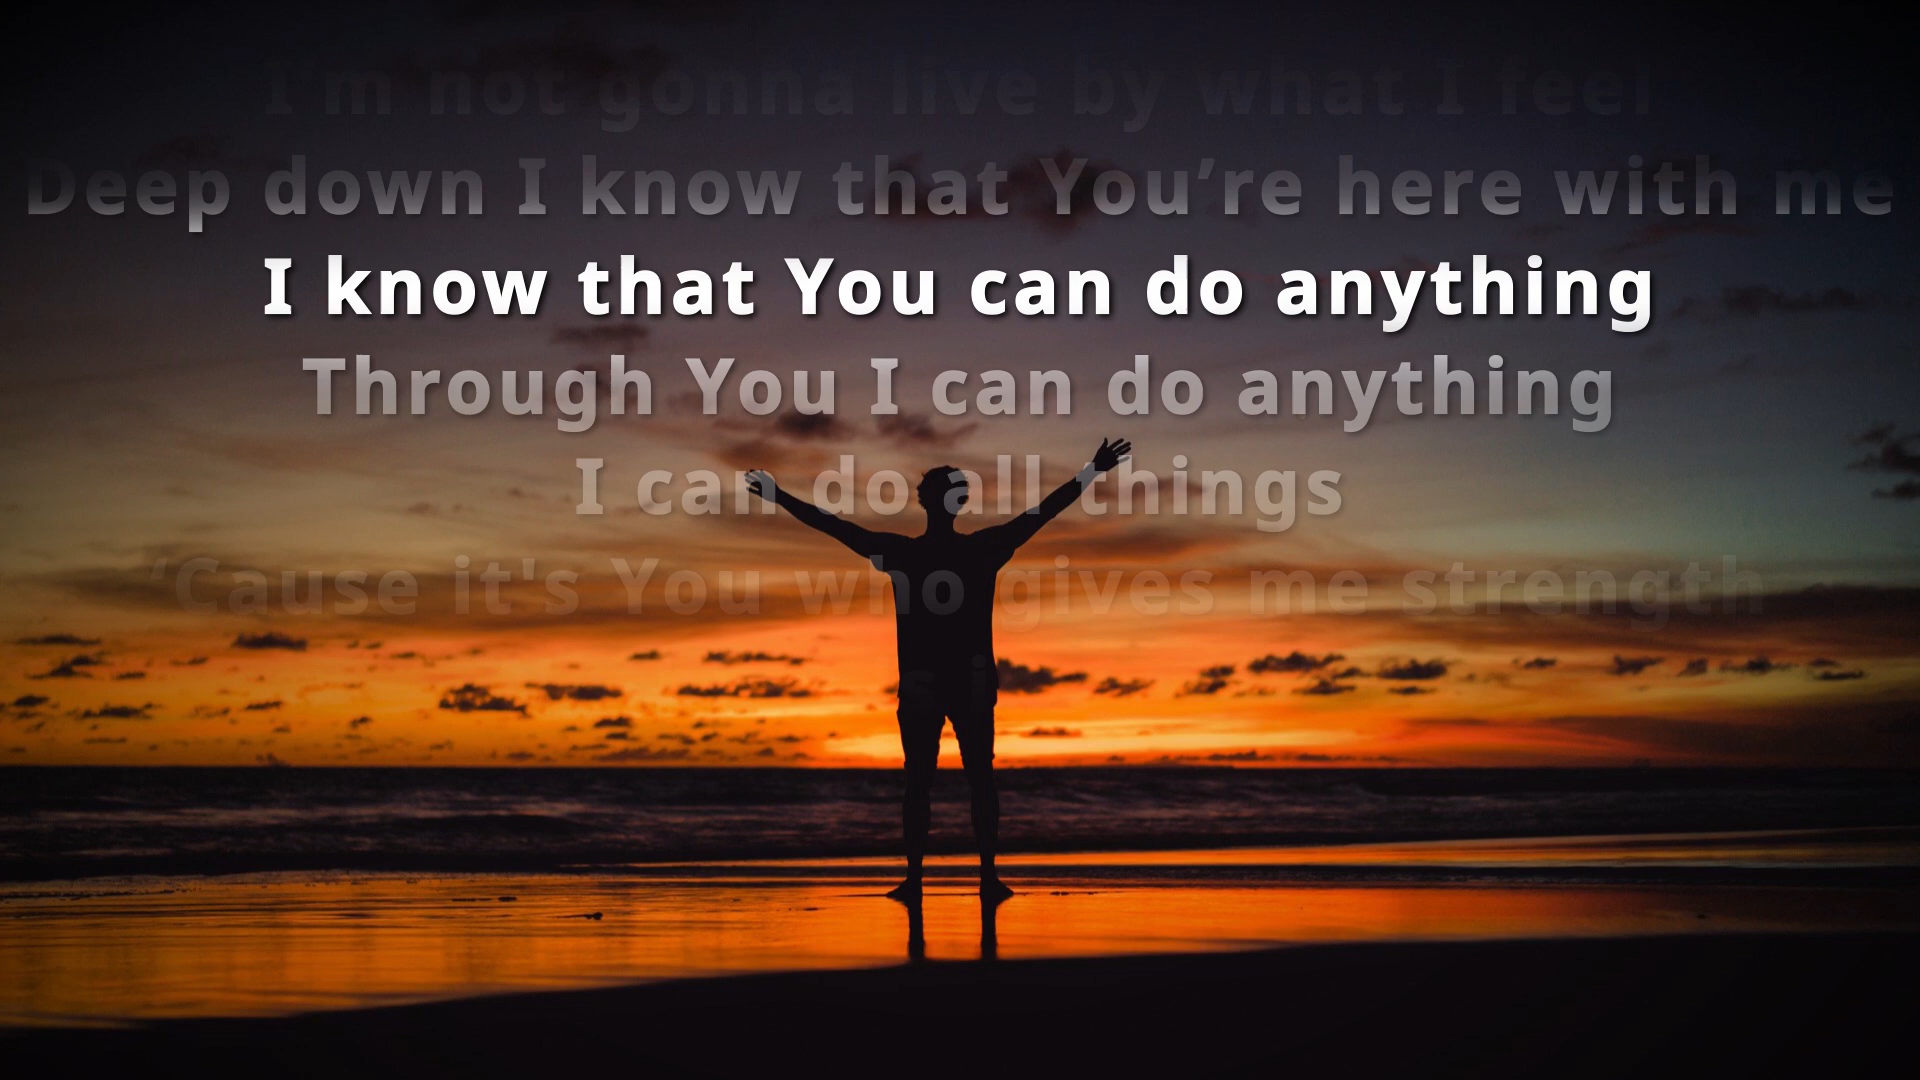 I'm not gonna live by what I feel
Deep down I know that You’re here with me
I know that You can do anything
Through You I can do anything
I can do all things
‘Cause it's You who gives me strength